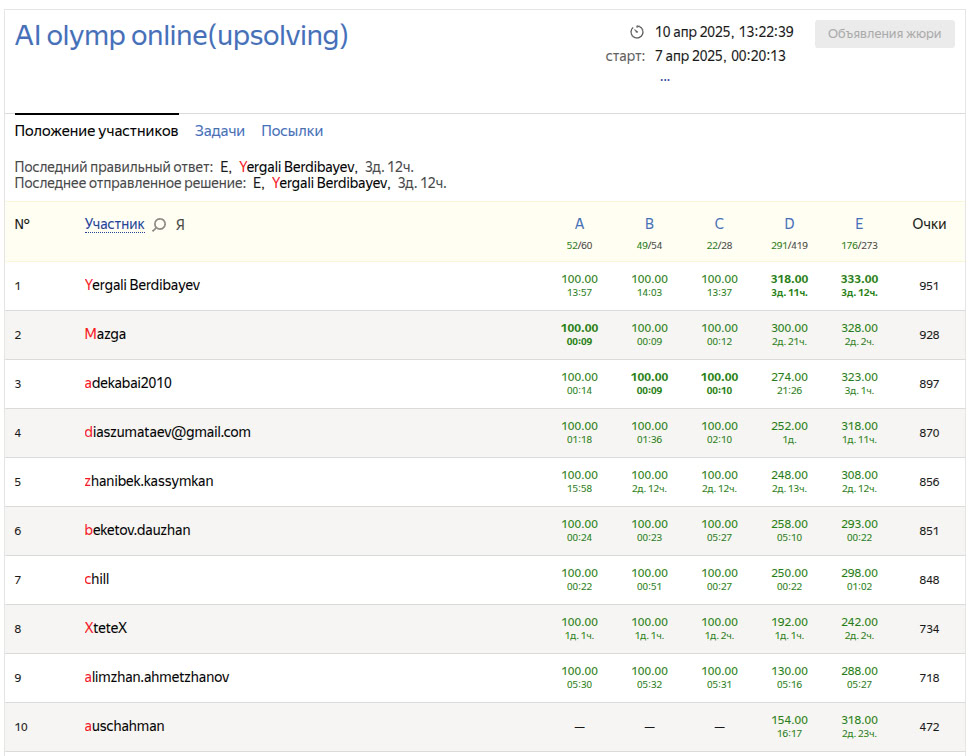 AI olymp online(upsolving)
10 апр 2025, 13:22:39
Объявления жюри
старт: 7 апр 2025, 00:20:13
...
Положение участников Задачи Посылки
Последний правильный ответ: E, Yergali Berdibayev, 3д. 12ч.
Последнее отправленное решение: E, Yergali Berdibayev, 3д. 12ч.
№ Участник Я A B C D E Очки
52/60 49/54 22/28 291/419 176/273
1 Yergali Berdibayev 100.00 100.00 100.00 318.00 333.00 951
13:57 14:03 13:37 3д. 11ч. 3д. 12ч.
2 Mazga 100.00 100.00 100.00 300.00 328.00 928
00:09 00:09 00:12 2д. 21ч. 2д. 2ч.
3 adekabai2010 100.00 100.00 100.00 274.00 323.00 897
00:14 00:09 00:10 21:26 3д. 1ч.
4 diaszumataev@gmail.com 100.00 100.00 100.00 252.00 318.00 870
01:18 01:36 02:10 1д. 1д. 11ч.
5 zhanibek.kassymkan 100.00 100.00 100.00 248.00 308.00 856
15:58 2д. 12ч. 2д. 12ч. 2д. 13ч. 2д. 12ч.
6 beketov.dauzhan 100.00 100.00 100.00 258.00 293.00 851
00:24 00:23 05:27 05:10 00:22
7 chill 100.00 100.00 100.00 250.00 298.00 848
00:22 00:51 00:27 00:22 01:02
8 XteteX 100.00 100.00 100.00 192.00 242.00 734
1д. 1ч. 1д. 1ч. 1д. 2ч. 1д. 1ч. 2д. 2ч.
9 alimzhan.ahmetzhanov 100.00 100.00 100.00 130.00 288.00 718
05:30 05:32 05:31 05:16 05:27
10 auschahman — — — 154.00 318.00 472
16:17 2д. 23ч.